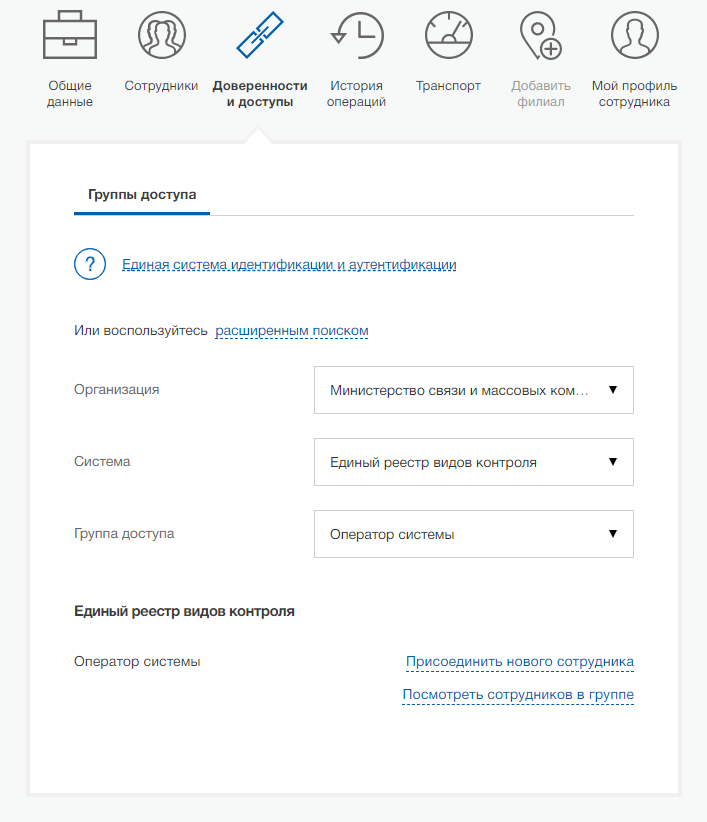 Общие данные
Сотрудники
Доверенности и доступы
История операций
Транспорт
Добавить филиал
Мой профиль сотрудника
Группы доступа
? Единая система идентификации и аутентификации
Или воспользуйтесь расширенным поиском
Организация Министерство связи и массовых ком...
Система Единый реестр видов контроля
Группа доступа Оператор системы
Единый реестр видов контроля
Оператор системы Присоединить нового сотрудника
Посмотреть сотрудников в группе